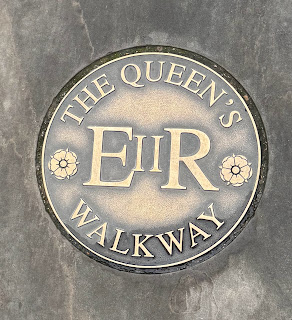 THE QUEEN'S
EIIR
WALKWAY